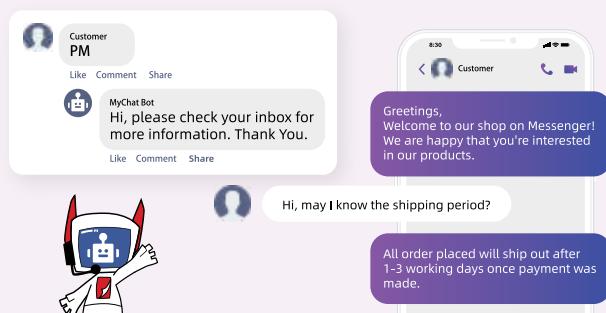 Customer
PM
Like Comment Share
MyChat Bot
Hi, please check your inbox for
more information. Thank You.
Like Comment Share
8:30
Customer
Greetings,
Welcome to our shop on Messenger!
We are happy that you're interested
in our products.
Hi, may I know the shipping period?
All order placed will ship out after
1-3 working days once payment was
made.